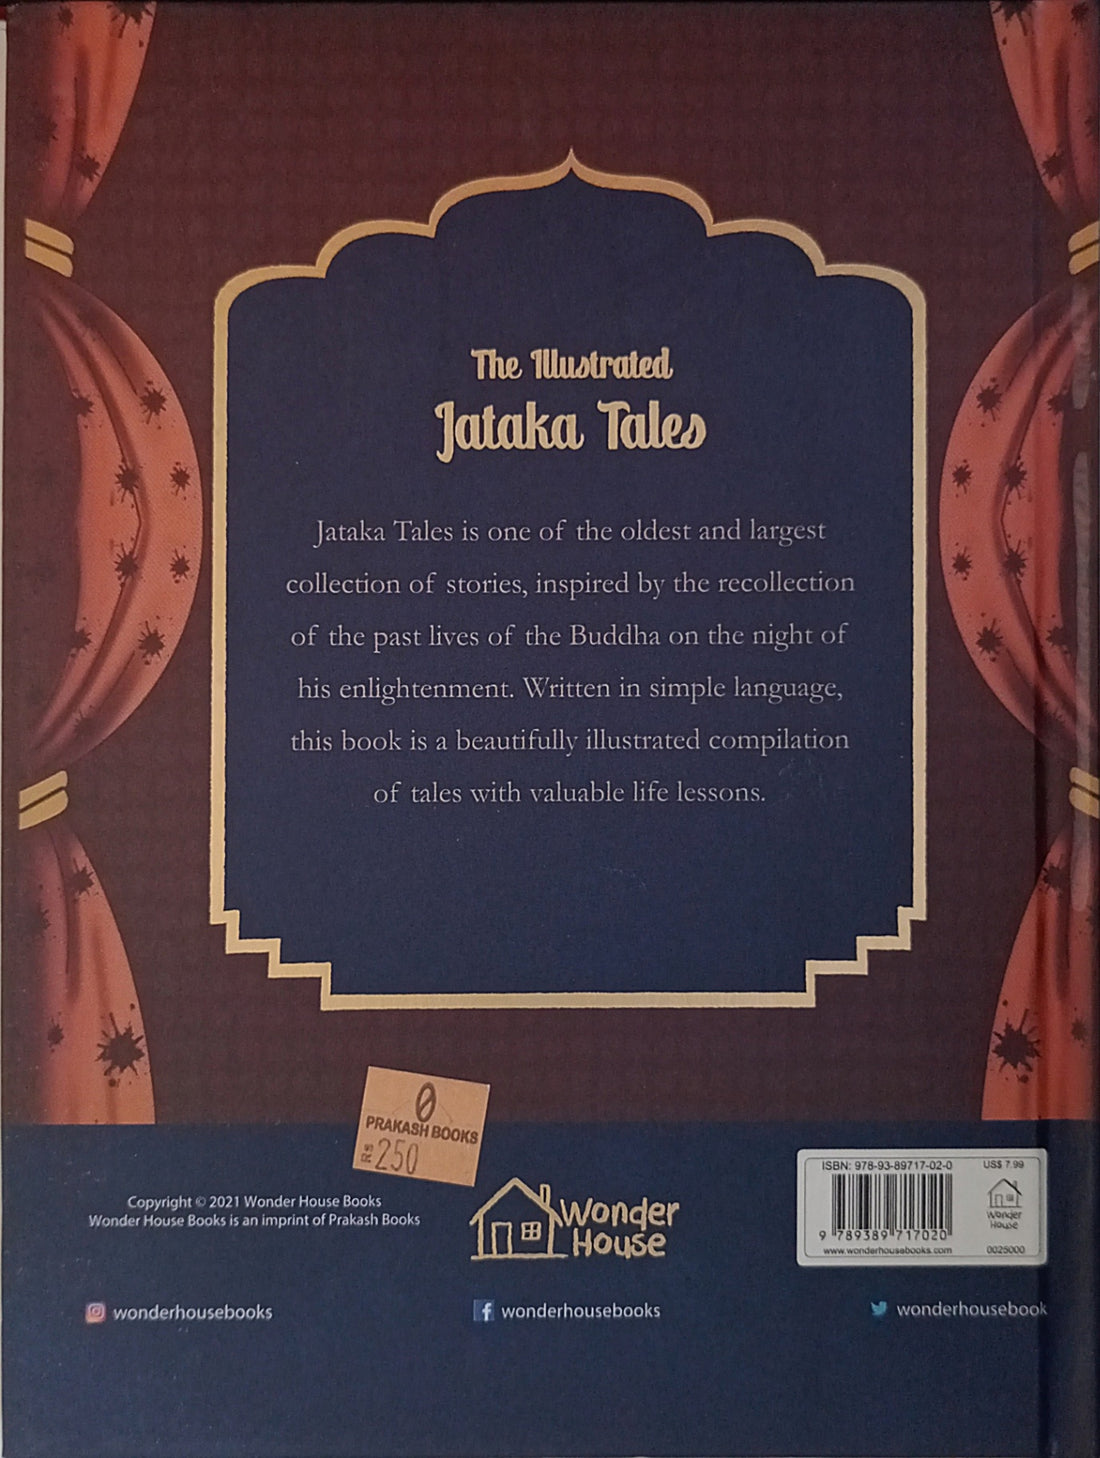 The Illustrated
Jataka Tales
Jataka Tales is one of the oldest and largest
collection of stories, inspired by the recollection
of the past lives of the Buddha on the night of
his enlightenment. Written in simple language,
this book is a beautifully illustrated compilation
of tales with valuable life lessons.
PRAKASH BOOKS
RS 250
Copyright © 2021 Wonder House Books
Wonder House Books is an imprint of Prakash Books
Wonder
House
ISBN: 978-93-89717-02-0 US$ 7.99
Wonder
House
9 789389 717020
www.wonderhousebooks.com 0025000
wonderhousebooks
wonderhousebooks
wonderhousebook